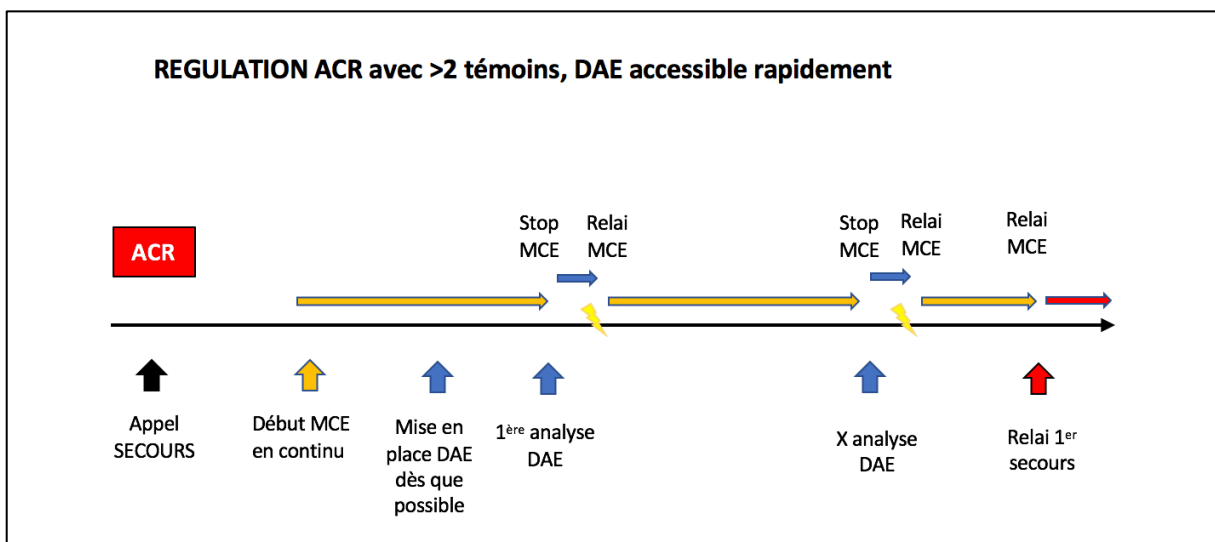 REGULATION ACR avec >2 témoins, DAE accessible rapidement
ACR
Stop
MCE
Relai
MCE
Stop
MCE
Relai
MCE
Relai
MCE
Appel
SECOURS
Début MCE
en continu
Mise en
place DAE
dès que
possible
1ère analyse
DAE
X analyse
DAE
Relai 1er
secours